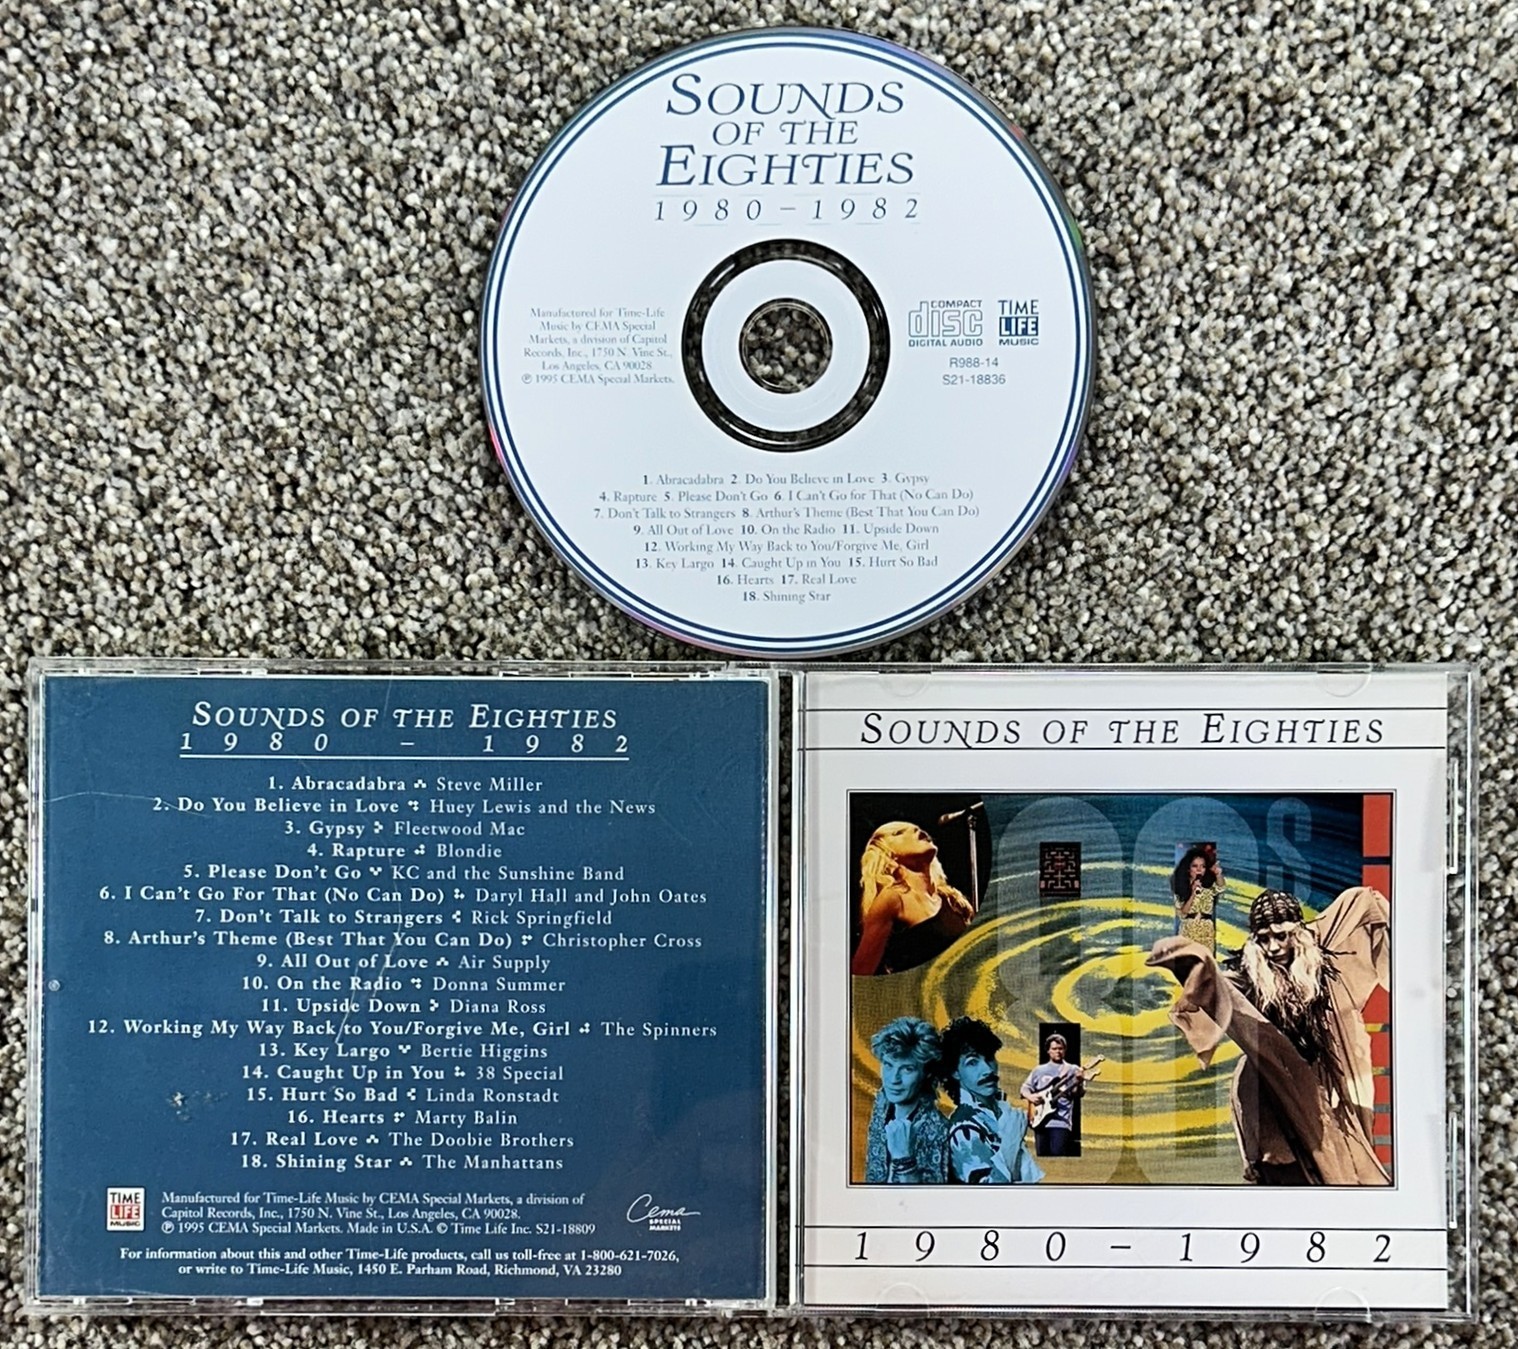 SOUNDS
OF THE
EIGHTIES
1980-1982
Manufactured for Time-Life
Music by CEMA Special
Markets, a division of Capitol
Records, Inc., 1750 N. Vine St.,
Los Angeles, CA 90028.
℗ 1995 CEMA Special Markets.
COMPACT
disc
DIGITAL AUDIO
TIME
LIFE
MUSIC
R988-14
S21-18836
1. Abracadabra 2. Do You Believe in Love 3. Gypsy
4. Rapture 5. Please Don't Go 6. I Can't Go for That (No Can Do)
7. Don't Talk to Strangers 8. Arthur's Theme (Best That You Can Do)
9. All Out of Love 10. On the Radio 11. Upside Down
12. Working My Way Back to You/Forgive Me, Girl
13. Key Largo 14. Caught Up in You 15. Hurt So Bad
16. Hearts 17. Real Love
18. Shining Star
SOUNDS OF THE EIGHTIES
1980 - 1982
1. Abracadabra Steve Miller
2. Do You Believe in Love Huey Lewis and the News
3. Gypsy Fleetwood Mac
4. Rapture Blondie
5. Please Don't Go KC and the Sunshine Band
6. I Can't Go For That (No Can Do) Daryl Hall and John Oates
7. Don't Talk to Strangers Rick Springfield
8. Arthur's Theme (Best That You Can Do) Christopher Cross
9. All Out of Love Air Supply
10. On the Radio Donna Summer
11. Upside Down Diana Ross
12. Working My Way Back to You/Forgive Me, Girl The Spinners
13. Key Largo Bertie Higgins
14. Caught Up in You 38 Special
15. Hurt So Bad Linda Ronstadt
16. Hearts Marty Balin
17. Real Love The Doobie Brothers
18. Shining Star The Manhattans
TIME
LIFE
MUSIC
Manufactured for Time-Life Music by CEMA Special Markets, a division of
Capitol Records, Inc., 1750 N. Vine St., Los Angeles, CA 90028.
℗ 1995 CEMA Special Markets. Made in U.S.A. © Time Life Inc. S21-18809
Cema
SPECIAL
MARKETS
For information about this and other Time-Life products, call us toll-free at 1-800-621-7026,
or write to Time-Life Music, 1450 E. Parham Road, Richmond, VA 23280
SOUNDS OF THE EIGHTIES
80s
1980-1982